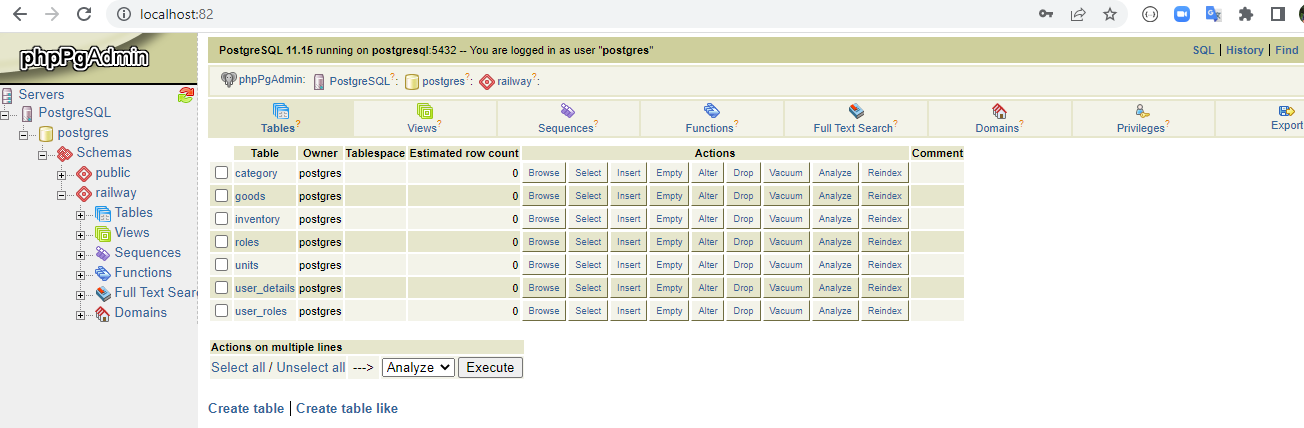 localhost:82
phpPgAdmin
Servers
PostgreSQL
postgres
Schemas
public
railway
Tables
Views
Sequences
Functions
Full Text Sear
Domains
PostgreSQL 11.15 running on postgresql:5432 -- You are logged in as user "postgres"
SQL | History | Find
phpPgAdmin: PostgreSQL?: postgres?: railway?:
Tables? Views? Sequences? Functions? Full Text Search? Domains? Privileges? Export
Table Owner Tablespace Estimated row count Actions Comment
category postgres 0 Browse Select Insert Empty Alter Drop Vacuum Analyze Reindex
goods postgres 0 Browse Select Insert Empty Alter Drop Vacuum Analyze Reindex
inventory postgres 0 Browse Select Insert Empty Alter Drop Vacuum Analyze Reindex
roles postgres 0 Browse Select Insert Empty Alter Drop Vacuum Analyze Reindex
units postgres 0 Browse Select Insert Empty Alter Drop Vacuum Analyze Reindex
user_details postgres 0 Browse Select Insert Empty Alter Drop Vacuum Analyze Reindex
user_roles postgres 0 Browse Select Insert Empty Alter Drop Vacuum Analyze Reindex
Actions on multiple lines
Select all / Unselect all ---> Analyze Execute
Create table | Create table like